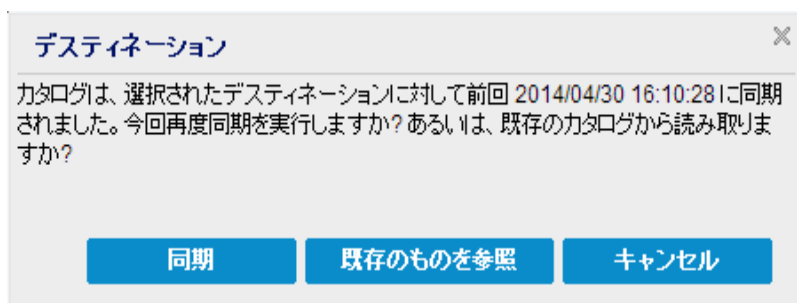 デスティネーション
カタログは、選択されたデスティネーションに対して前回 2014/04/30 16:10:28 に同期
されました。今回再度同期を実行しますか? あるいは、既存のカタログから読み取りま
すか?
同期 既存のものを参照 キャンセル